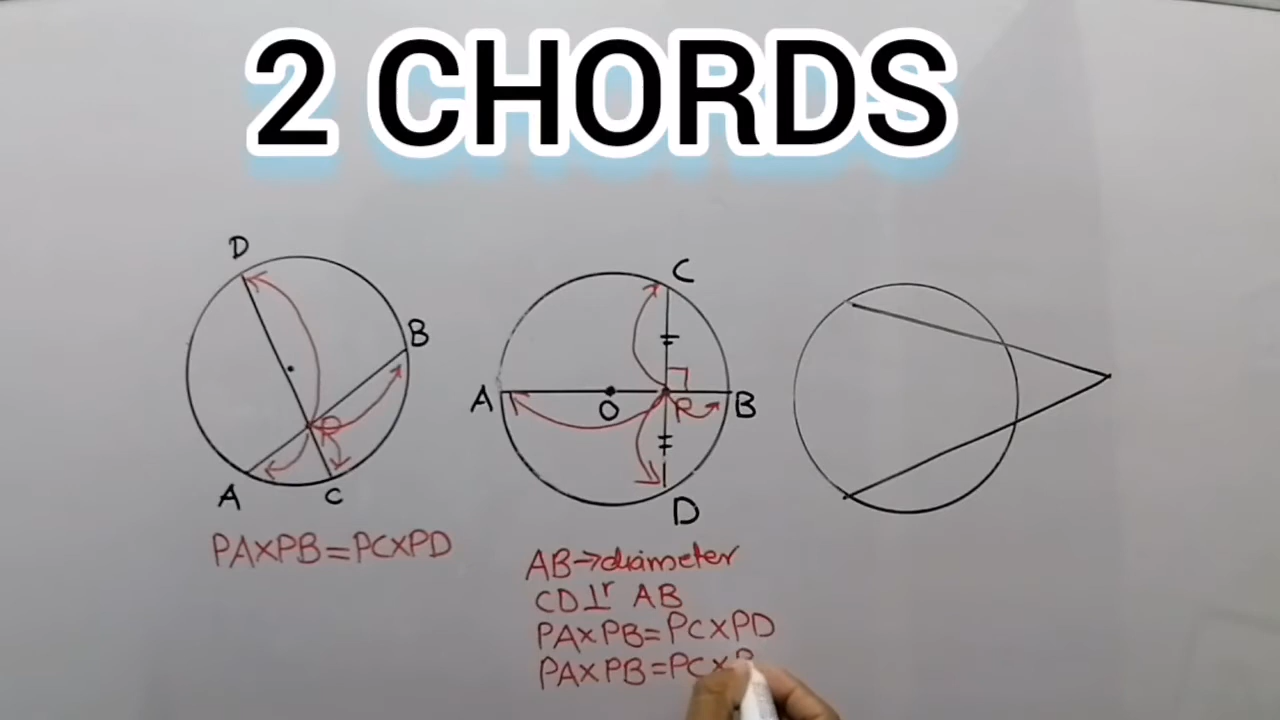 2 CHORDS
D
B
A
C
P
PA×PB=PC×PD
C
A
O
P
B
D
AB→diameter
CD⊥r AB
PA×PB=PC×PD
PA×PB=PC×